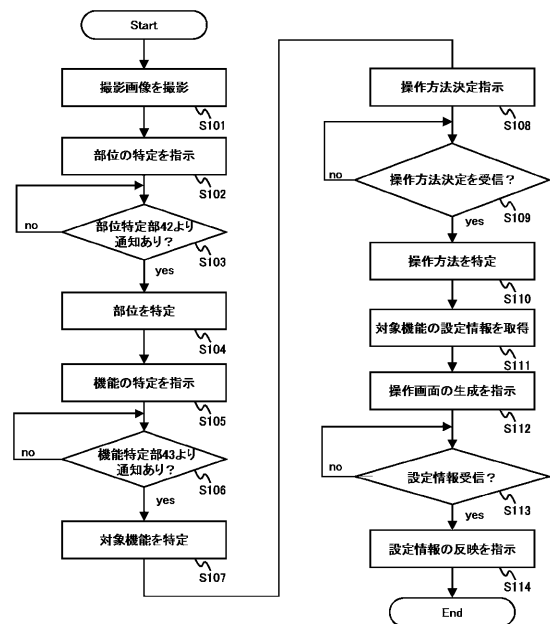 Start
撮影画像を撮影
S101
部位の特定を指示
S102
部位特定部42より
通知あり？
no
S103
yes
部位を特定
S104
機能の特定を指示
S105
機能特定部43より
通知あり？
no
S106
yes
対象機能を特定
S107
操作方法決定指示
S108
操作方法決定を受信？
no
S109
yes
操作方法を特定
S110
対象機能の設定情報を取得
S111
操作画面の生成を指示
S112
設定情報受信？
no
S113
yes
設定情報の反映を指示
S114
End